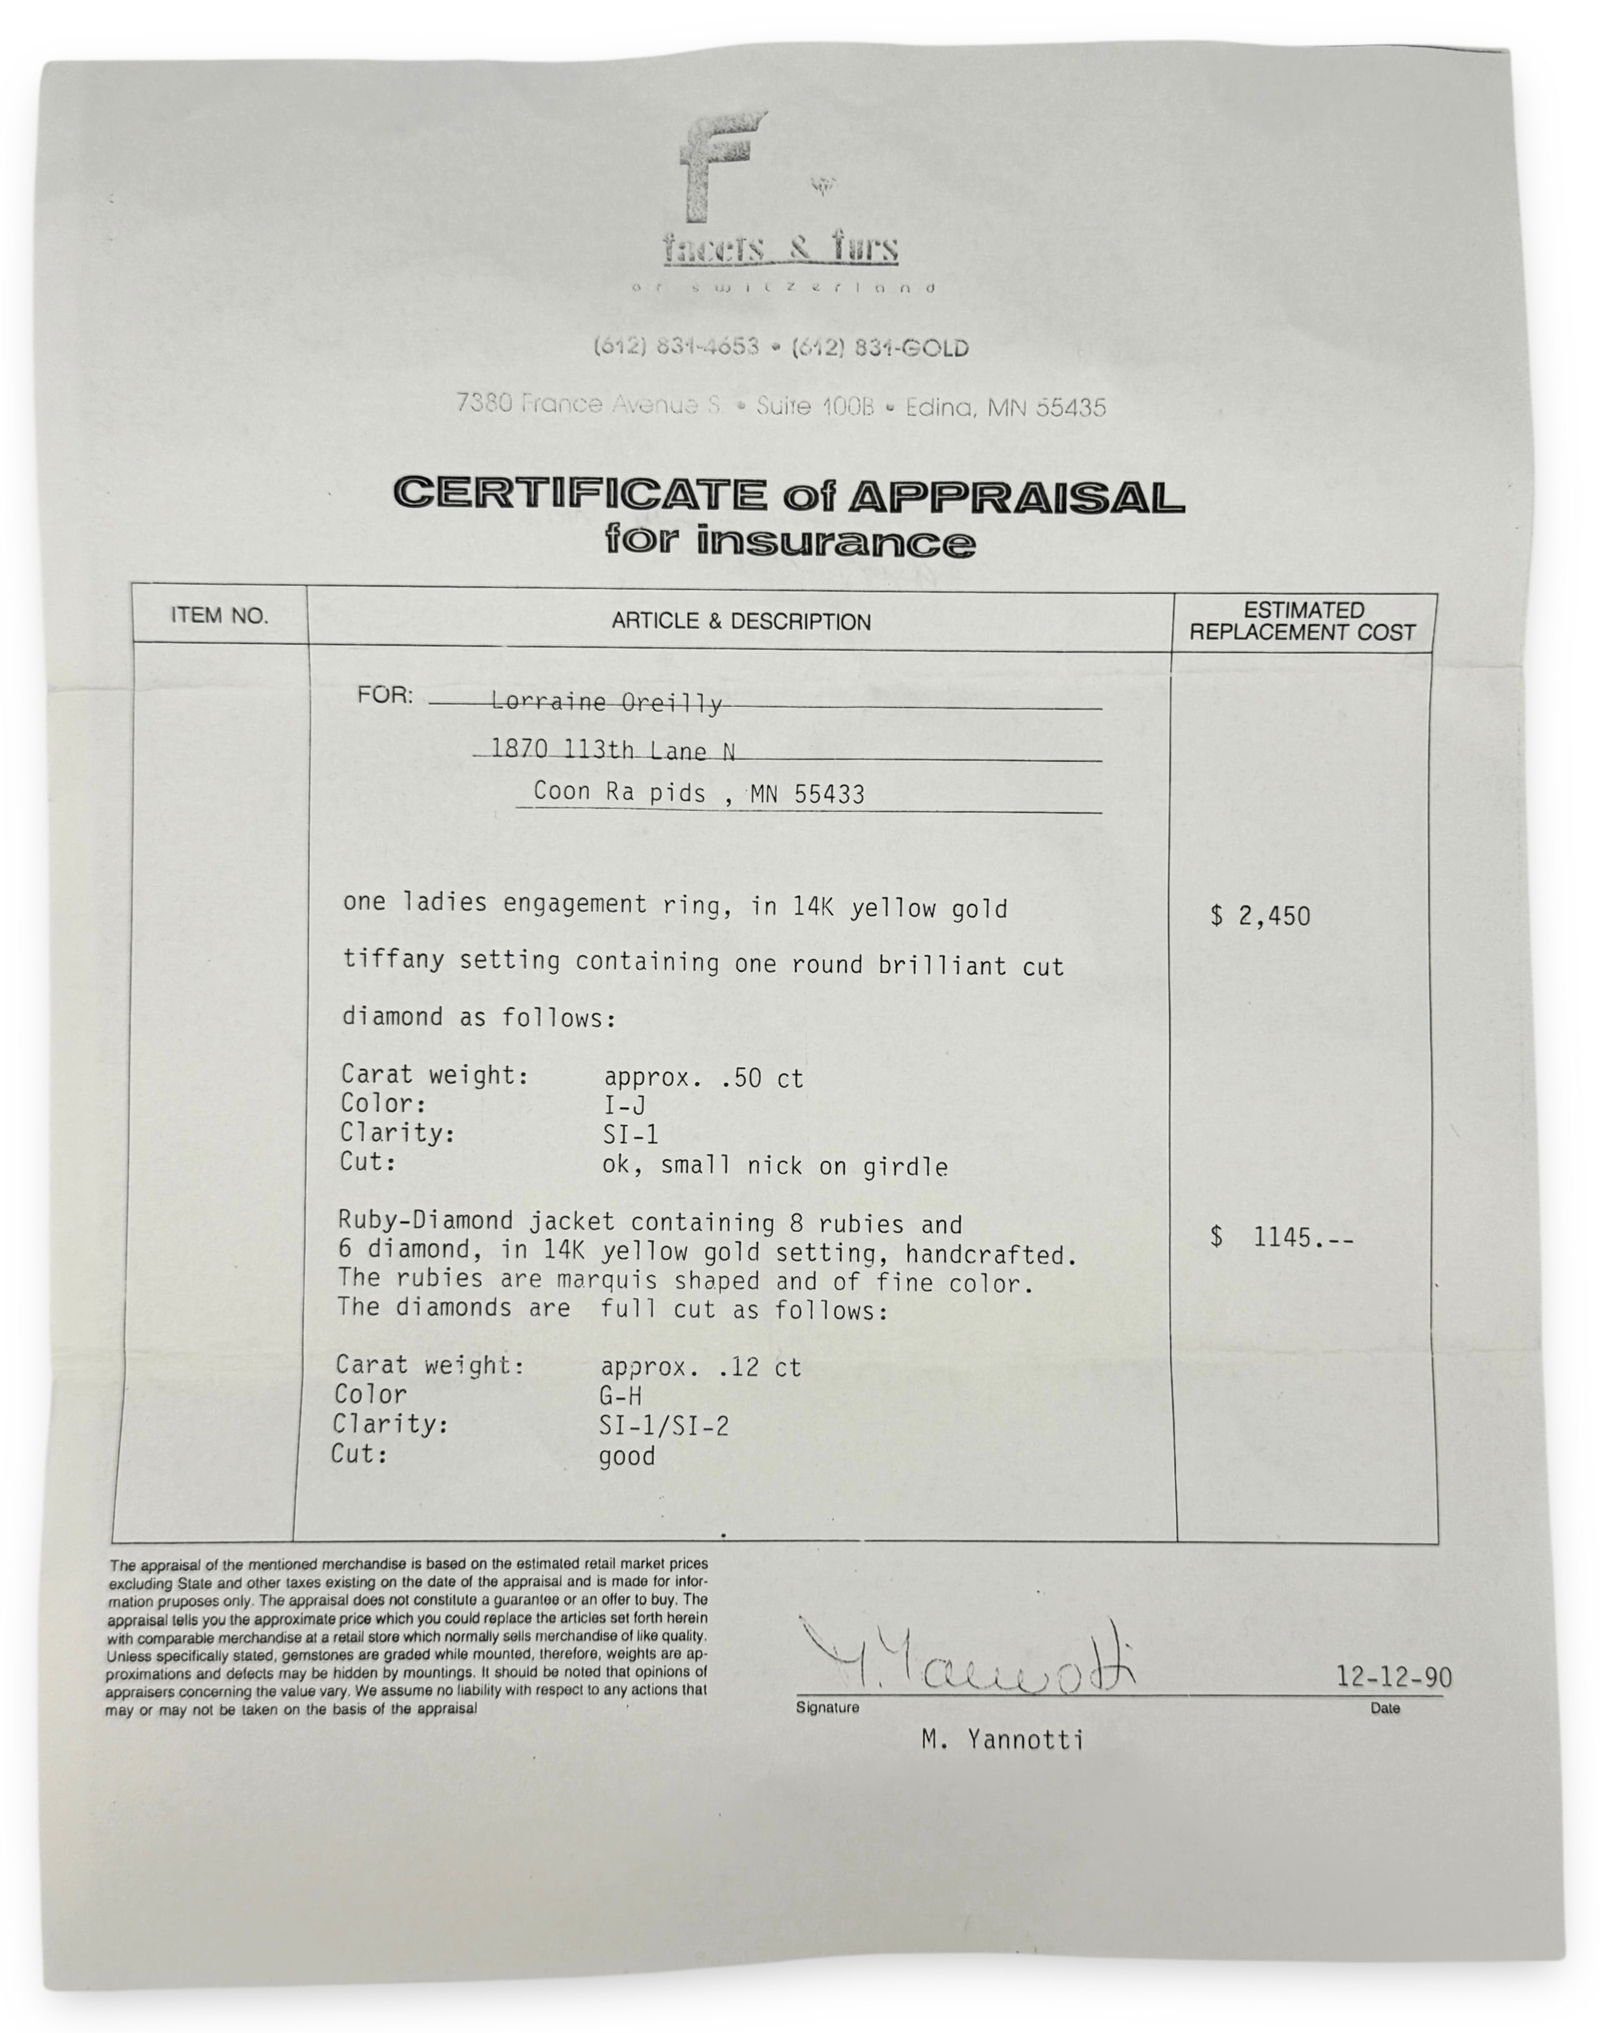 F
facets & furs
of switzerland
(612) 831-4653 • (612) 831-GOLD
7380 France Avenue S. • Suite 100B • Edina, MN 55435
CERTIFICATE of APPRAISAL
for insurance
ITEM NO.
ARTICLE & DESCRIPTION
ESTIMATED
REPLACEMENT COST
FOR: Lorraine Oreilly
1870 113th Lane N
Coon Ra pids , MN 55433
one ladies engagement ring, in 14K yellow gold
$ 2,450
tiffany setting containing one round brilliant cut
diamond as follows:
Carat weight: approx. .50 ct
Color: I-J
Clarity: SI-1
Cut: ok, small nick on girdle
Ruby-Diamond jacket containing 8 rubies and
$ 1145.--
6 diamond, in 14K yellow gold setting, handcrafted.
The rubies are marquis shaped and of fine color.
The diamonds are full cut as follows:
Carat weight: approx. .12 ct
Color G-H
Clarity: SI-1/SI-2
Cut: good
The appraisal of the mentioned merchandise is based on the estimated retail market prices
excluding State and other taxes existing on the date of the appraisal and is made for infor-
mation pruposes only. The appraisal does not constitute a guarantee or an offer to buy. The
appraisal tells you the approximate price which you could replace the articles set forth herein
with comparable merchandise at a retail store which normally sells merchandise of like quality.
Unless specifically stated, gemstones are graded while mounted, therefore, weights are ap-
proximations and defects may be hidden by mountings. It should be noted that opinions of
appraisers concerning the value vary. We assume no liability with respect to any actions that
may or may not be taken on the basis of the appraisal
M. Yannotti
12-12-90
Signature
Date
M. Yannotti